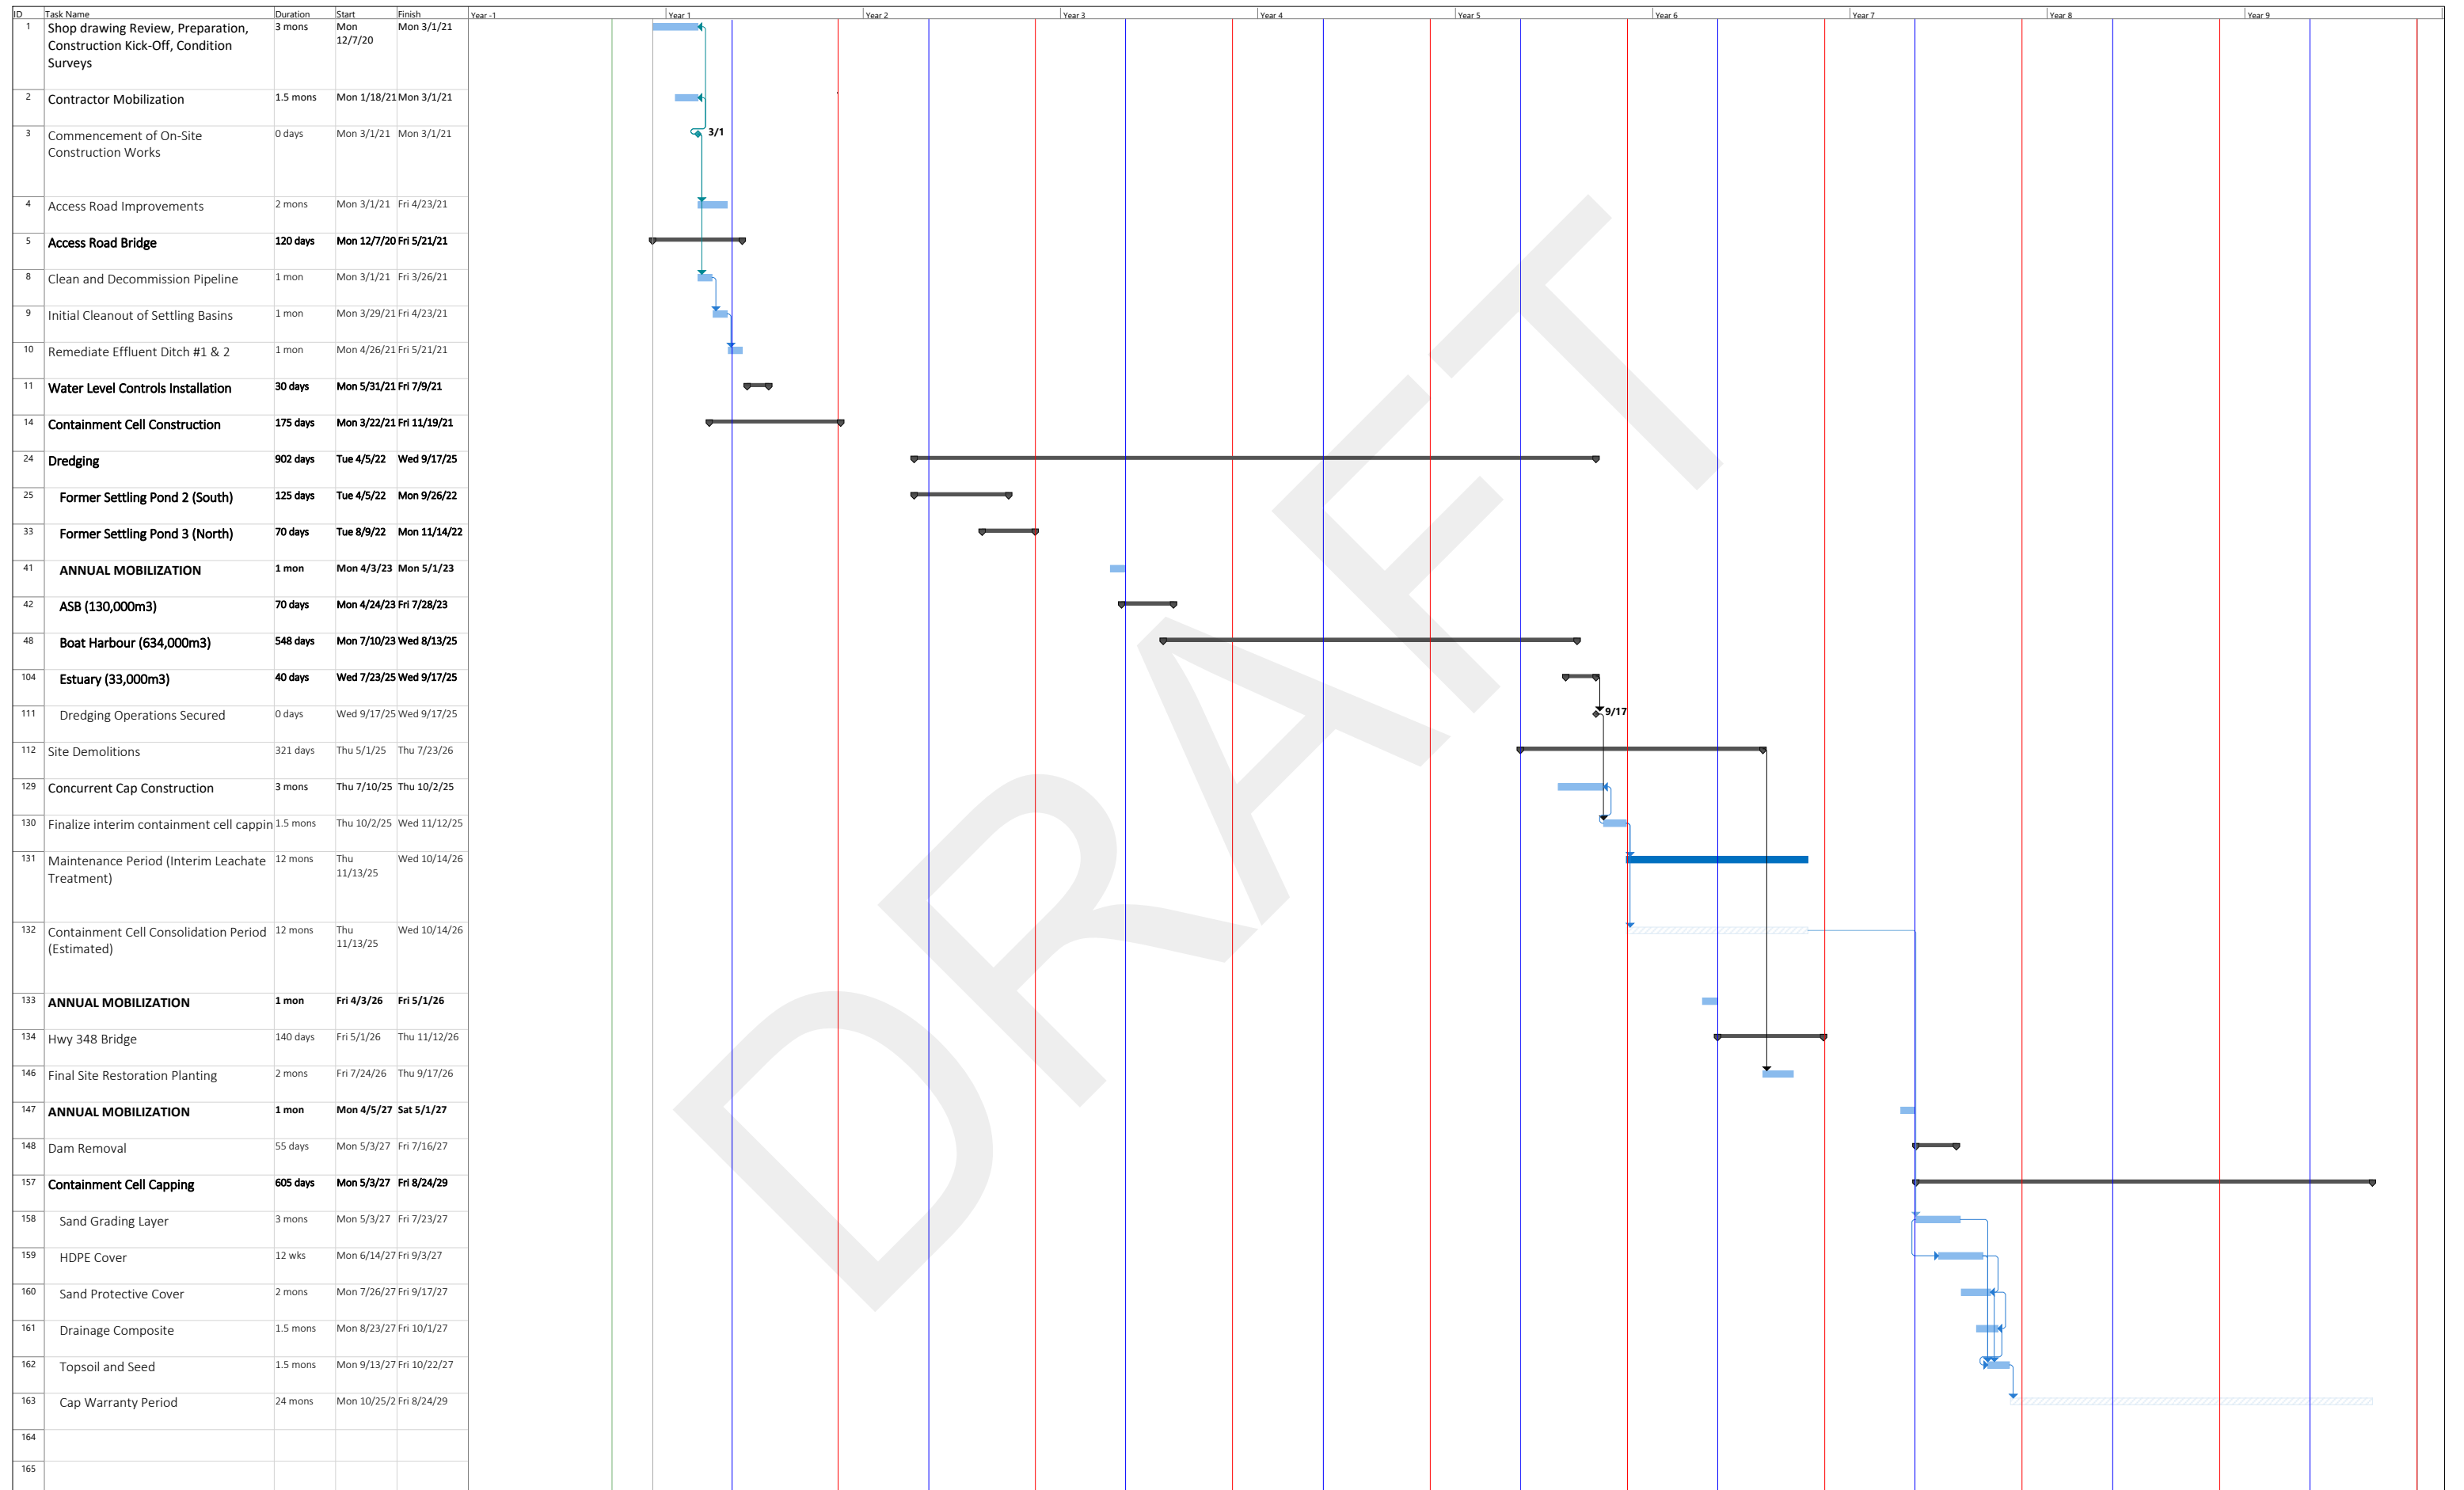 ID Task Name Duration Start Finish Year -1 Year 1 Year 2 Year 3 Year 4 Year 5 Year 6 Year 7 Year 8 Year 9
1 Shop drawing Review, Preparation, 3 mons Mon Mon 3/1/21
Construction Kick-Off, Condition 12/7/20
Surveys
2 Contractor Mobilization 1.5 mons Mon 1/18/21 Mon 3/1/21
3 Commencement of On-Site 0 days Mon 3/1/21 Mon 3/1/21 3/1
Construction Works
4 Access Road Improvements 2 mons Mon 3/1/21 Fri 4/23/21
5 Access Road Bridge 120 days Mon 12/7/20 Fri 5/21/21
8 Clean and Decommission Pipeline 1 mon Mon 3/1/21 Fri 3/26/21
9 Initial Cleanout of Settling Basins 1 mon Mon 3/29/21 Fri 4/23/21
10 Remediate Effluent Ditch #1 & 2 1 mon Mon 4/26/21 Fri 5/21/21
11 Water Level Controls Installation 30 days Mon 5/31/21 Fri 7/9/21
14 Containment Cell Construction 175 days Mon 3/22/21 Fri 11/19/21
24 Dredging 902 days Tue 4/5/22 Wed 9/17/25
25 Former Settling Pond 2 (South) 125 days Tue 4/5/22 Mon 9/26/22
33 Former Settling Pond 3 (North) 70 days Tue 8/9/22 Mon 11/14/22
41 ANNUAL MOBILIZATION 1 mon Mon 4/3/23 Mon 5/1/23
42 ASB (130,000m3) 70 days Mon 4/24/23 Fri 7/28/23
48 Boat Harbour (634,000m3) 548 days Mon 7/10/23 Wed 8/13/25
104 Estuary (33,000m3) 40 days Wed 7/23/25 Wed 9/17/25
111 Dredging Operations Secured 0 days Wed 9/17/25 Wed 9/17/25 9/17
112 Site Demolitions 321 days Thu 5/1/25 Thu 7/23/26
129 Concurrent Cap Construction 3 mons Thu 7/10/25 Thu 10/2/25
130 Finalize interim containment cell cappin 1.5 mons Thu 10/2/25 Wed 11/12/25
131 Maintenance Period (Interim Leachate 12 mons Thu Wed 10/14/26
Treatment) 11/13/25
132 Containment Cell Consolidation Period 12 mons Thu Wed 10/14/26
(Estimated) 11/13/25
133 ANNUAL MOBILIZATION 1 mon Fri 4/3/26 Fri 5/1/26
134 Hwy 348 Bridge 140 days Fri 5/1/26 Thu 11/12/26
146 Final Site Restoration Planting 2 mons Fri 7/24/26 Thu 9/17/26
147 ANNUAL MOBILIZATION 1 mon Mon 4/5/27 Sat 5/1/27
148 Dam Removal 55 days Mon 5/3/27 Fri 7/16/27
157 Containment Cell Capping 605 days Mon 5/3/27 Fri 8/24/29
158 Sand Grading Layer 3 mons Mon 5/3/27 Fri 7/23/27
159 HDPE Cover 12 wks Mon 6/14/27 Fri 9/3/27
160 Sand Protective Cover 2 mons Mon 7/26/27 Fri 9/17/27
161 Drainage Composite 1.5 mons Mon 8/23/27 Fri 10/1/27
162 Topsoil and Seed 1.5 mons Mon 9/13/27 Fri 10/22/27
163 Cap Warranty Period 24 mons Mon 10/25/2 Fri 8/24/29
164
165
DRAFT